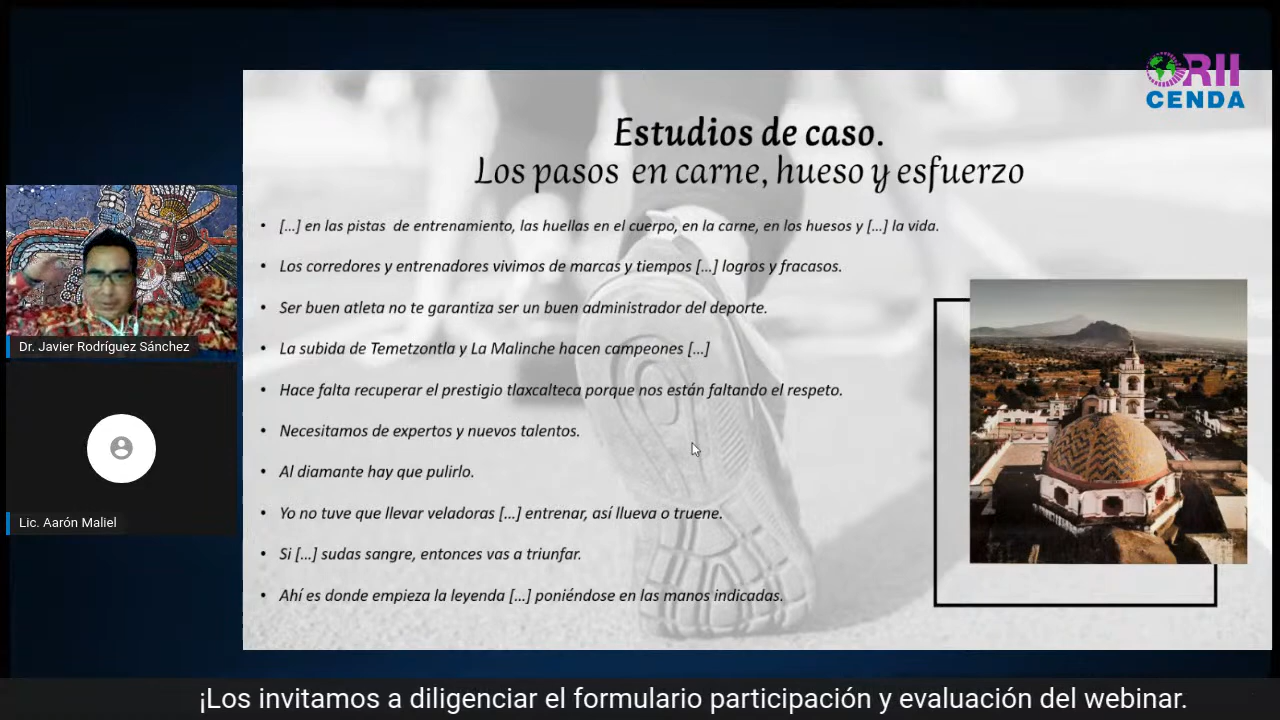 ORII
CENDA
Estudios de caso.
Los pasos en carne, hueso y esfuerzo
• [...] en las pistas de entrenamiento, las huellas en el cuerpo, en la carne, en los huesos y [...] la vida.
• Los corredores y entrenadores vivimos de marcas y tiempos [...] logros y fracasos.
• Ser buen atleta no te garantiza ser un buen administrador del deporte.
• La subida de Temetzontla y La Malinche hacen campeones [...]
• Hace falta recuperar el prestigio tlaxcalteca porque nos están faltando el respeto.
• Necesitamos de expertos y nuevos talentos.
• Al diamante hay que pulirlo.
• Yo no tuve que llevar veladoras [...] entrenar, así llueva o truene.
• Si [...] sudas sangre, entonces vas a triunfar.
• Ahí es donde empieza la leyenda [...] poniéndose en las manos indicadas.
Dr. Javier Rodríguez Sánchez
Lic. Aarón Maliel
¡Los invitamos a diligenciar el formulario participación y evaluación del webinar.